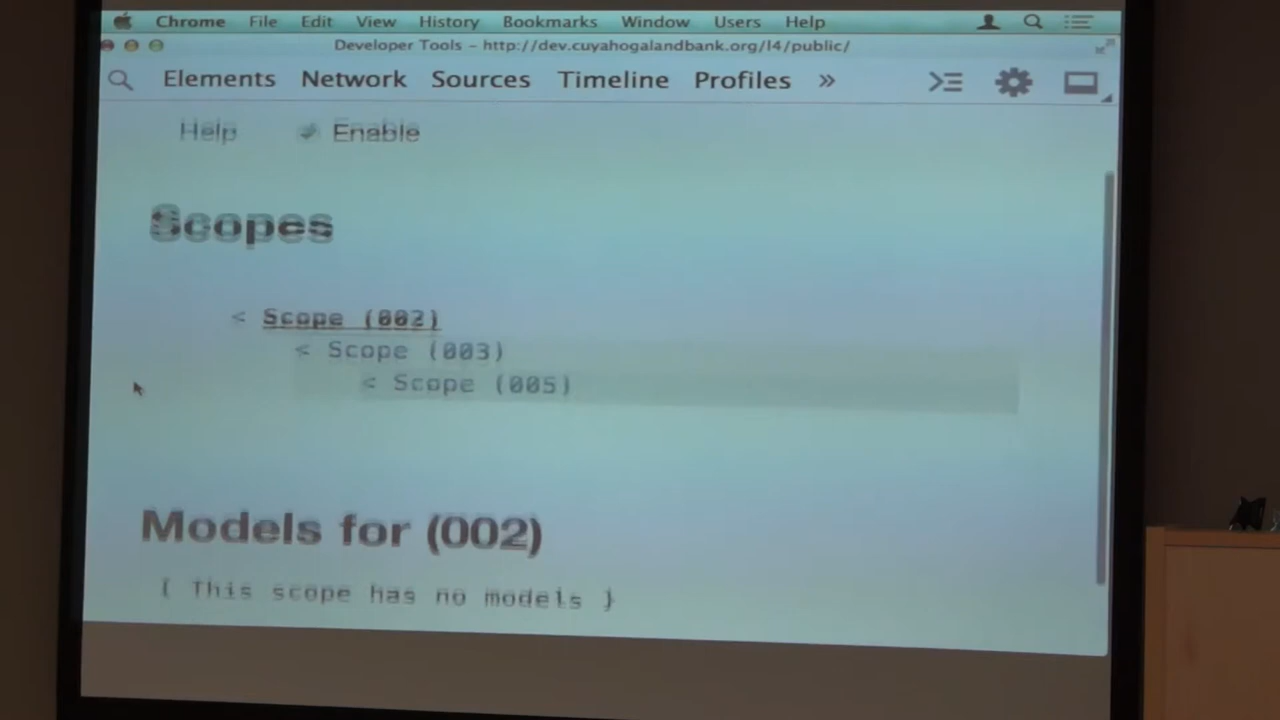 Chrome File Edit View History Bookmarks Window Users Help
Developer Tools - http://dev.cuyahogalandbank.org/l4/public/
Elements Network Sources Timeline Profiles »
Help Enable
Scopes
< Scope (002)
< Scope (003)
< Scope (005)
Models for (002)
{ This scope has no models }